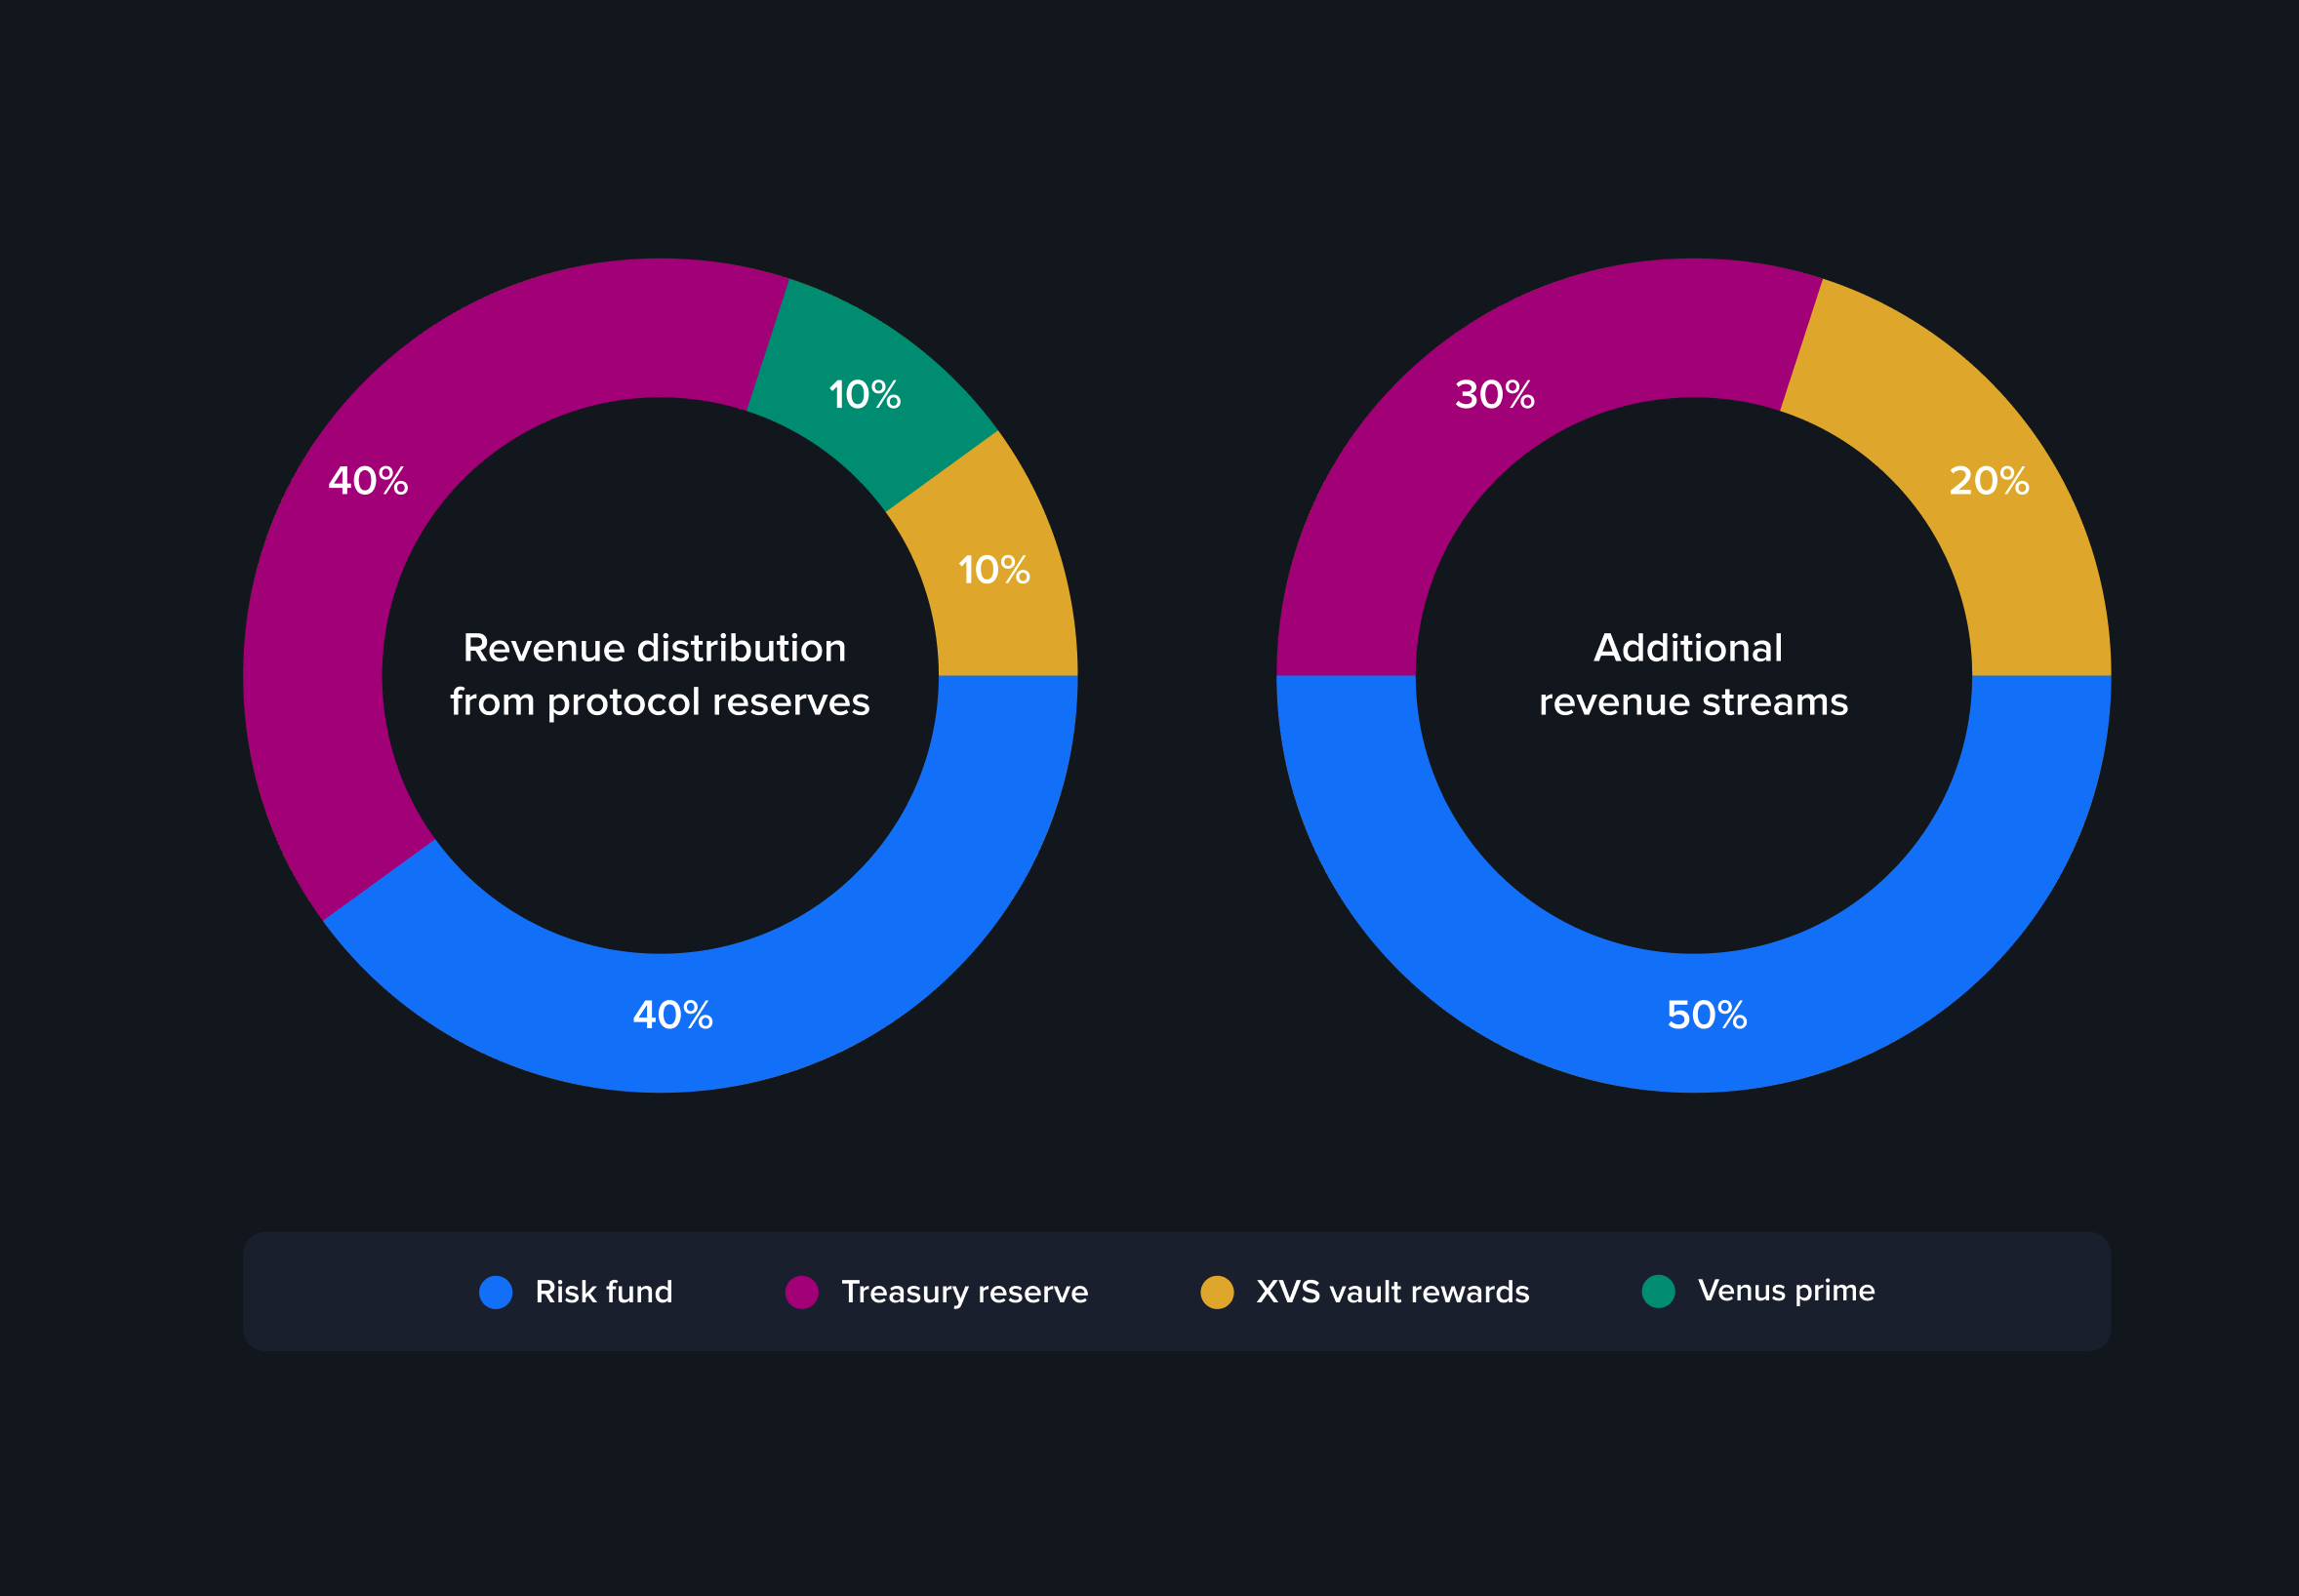 40%
10%
10%
40%
Revenue distribution
from protocol reserves
30%
20%
50%
Additional
revenue streams
Risk fund
Treasury reserve
XVS vault rewards
Venus prime